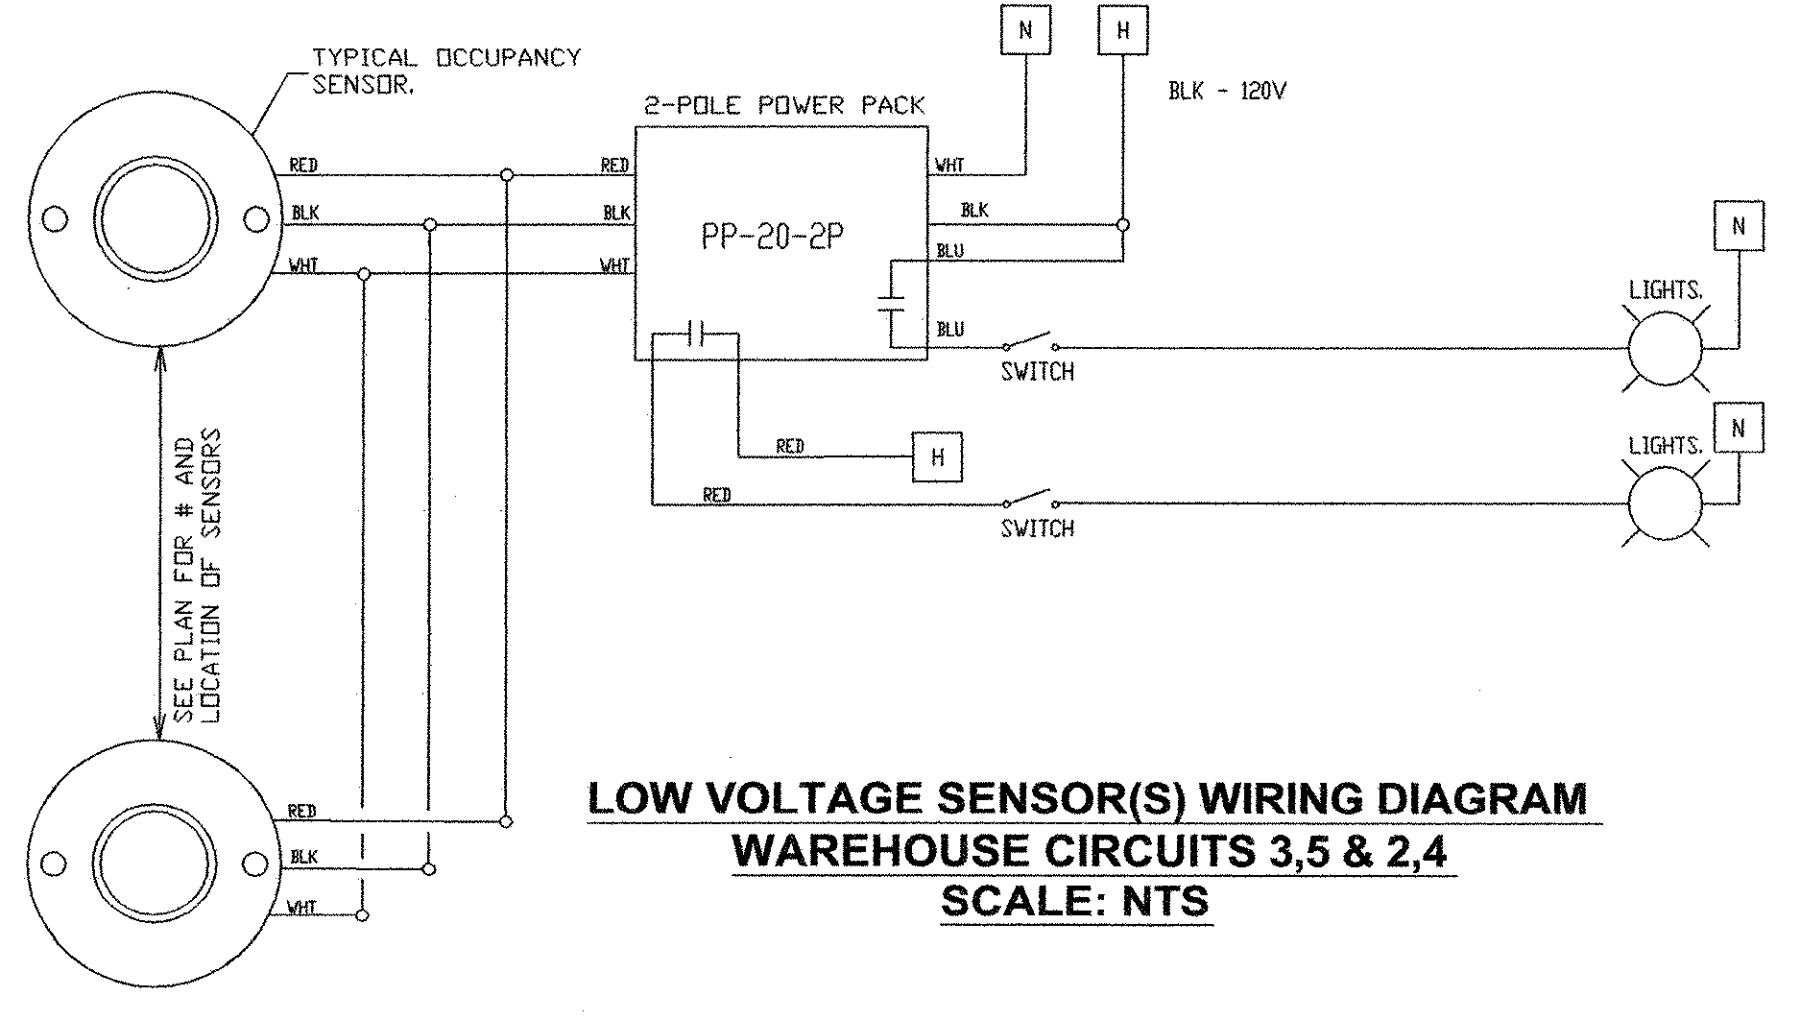 N
H
TYPICAL OCCUPANCY
SENSOR.
BLK - 120V
2-POLE POWER PACK
RED
RED
WHT
BLK
BLK
BLK
PP-20-2P
N
WHT
WHT
BLU
LIGHTS.
BLU
SWITCH
N
RED
H
LIGHTS.
RED
SWITCH
SEE PLAN FOR # AND
LOCATION OF SENSORS
RED
BLK
WHT
LOW VOLTAGE SENSOR(S) WIRING DIAGRAM
WAREHOUSE CIRCUITS 3,5 & 2,4
SCALE: NTS